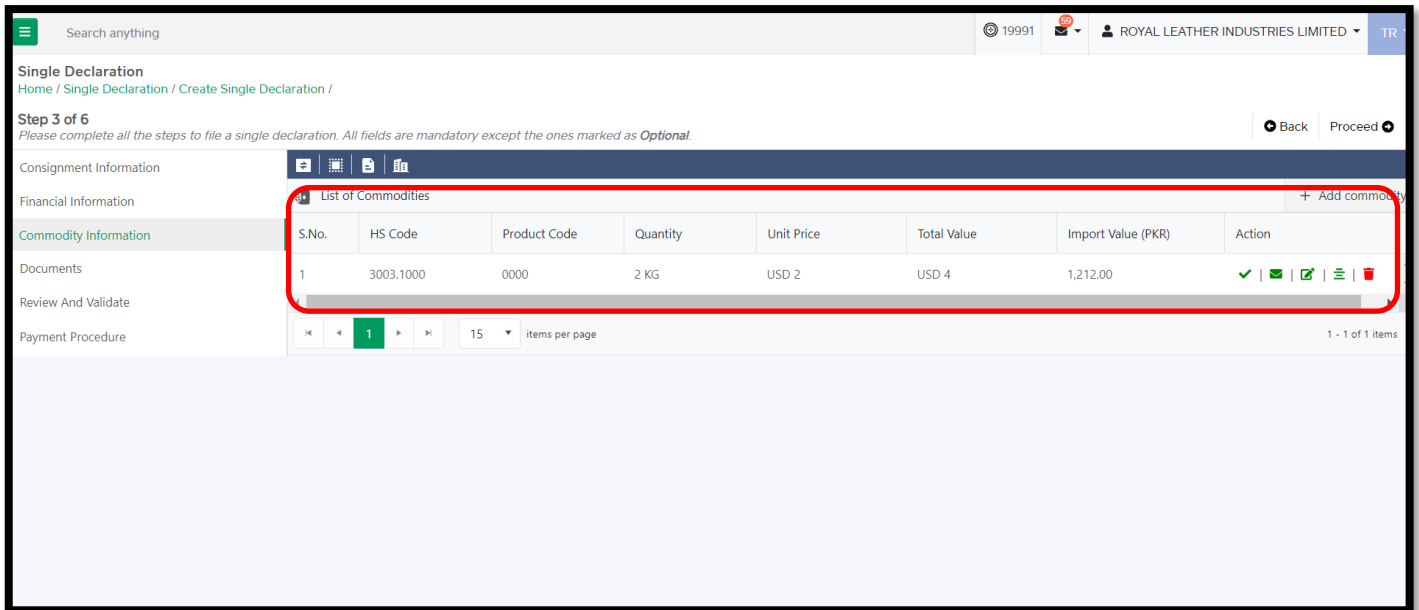 Search anything
19991
59
ROYAL LEATHER INDUSTRIES LIMITED
TR
Single Declaration
Home / Single Declaration / Create Single Declaration /
Step 3 of 6
Please complete all the steps to file a single declaration. All fields are mandatory except the ones marked as Optional.
Back
Proceed
Consignment Information
Financial Information
Commodity Information
Documents
Review And Validate
Payment Procedure
List of Commodities
+ Add commodity
S.No. HS Code Product Code Quantity Unit Price Total Value Import Value (PKR) Action
1 3003.1000 0000 2 KG USD 2 USD 4 1,212.00 | | | |
1 15 items per page 1 - 1 of 1 items